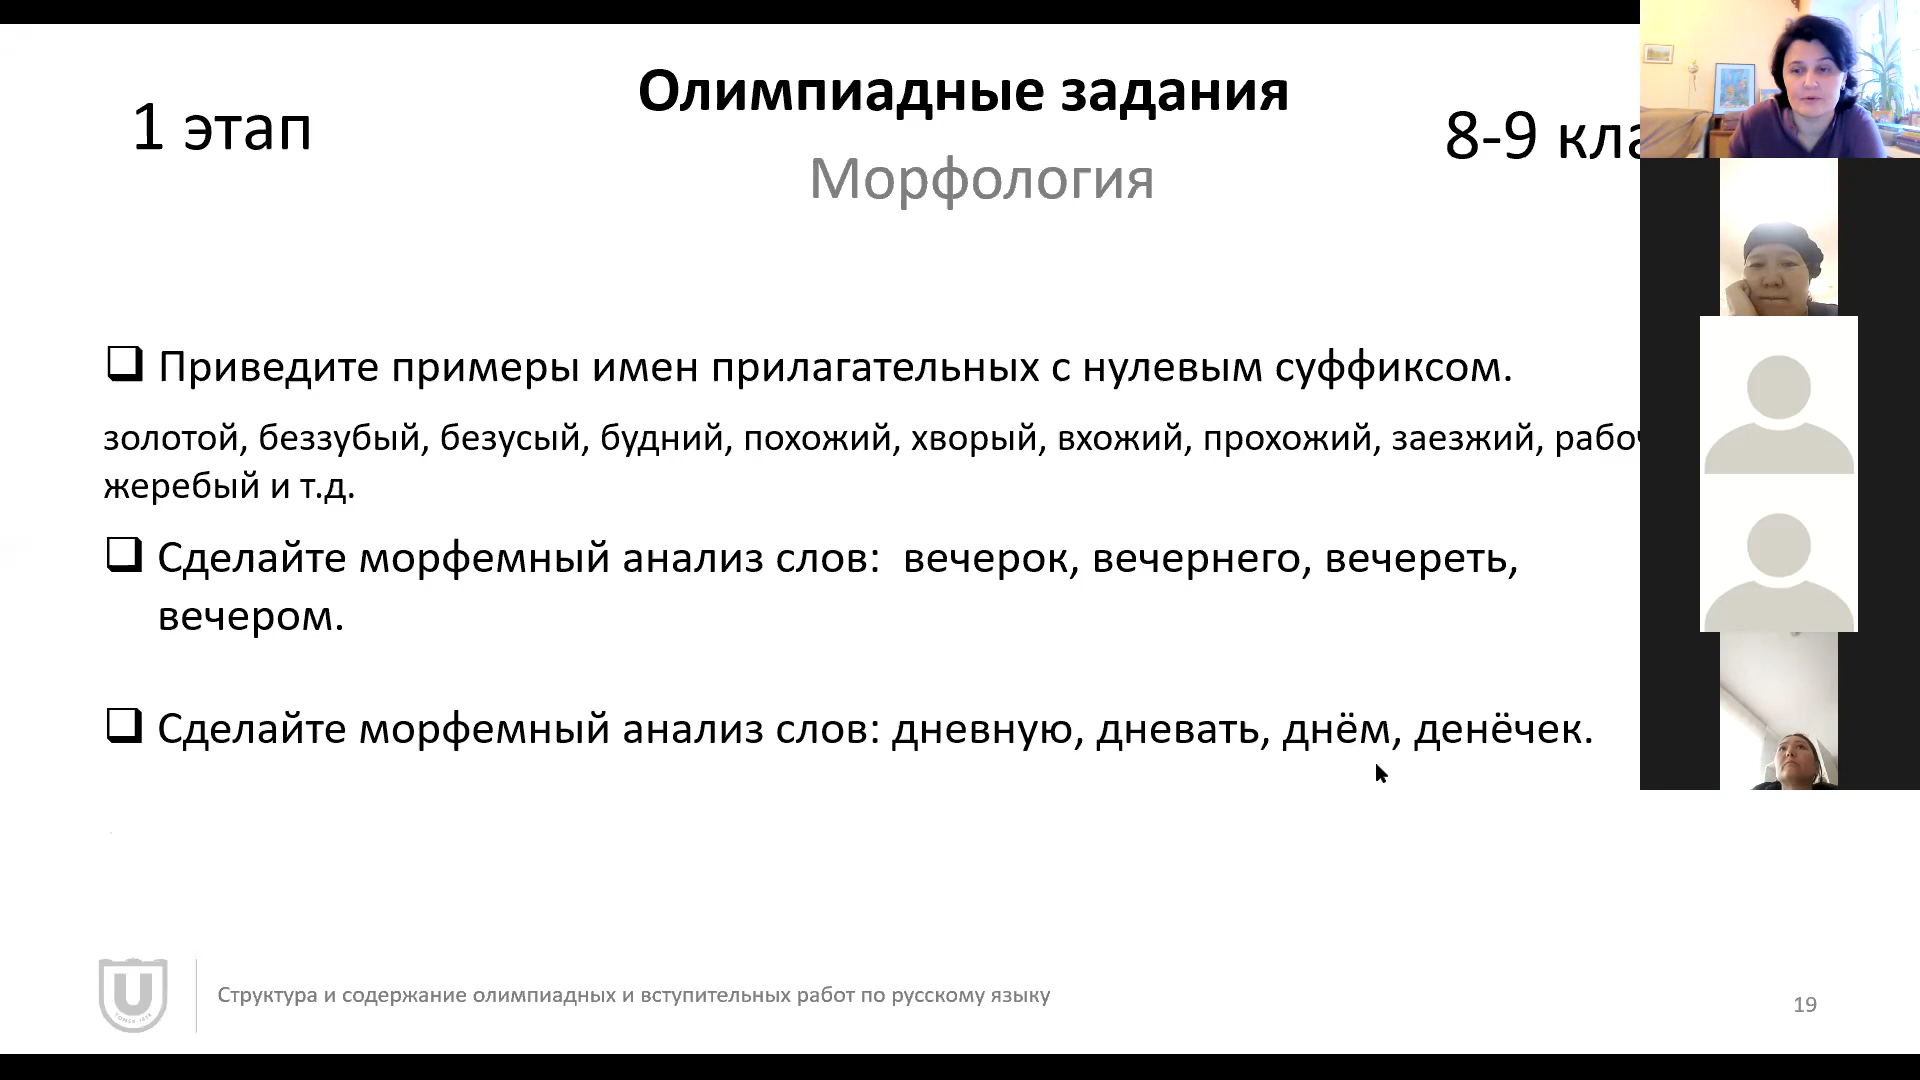 Олимпиадные задания
1 этап
8-9
Морфология
Приведите примеры имен прилагательных с нулевым суффиксом.
золотой, беззубый, безусый, будний, похожий, хворый, вхожий, прохожий, заезжий,
жеребый и т.д.
Сделайте морфемный анализ слов: вечерок, вечернего, вечереть,
вечером.
Сделайте морфемный анализ слов: дневную, дневать, днём, денёчек.
Структура и содержание олимпиадных и вступительных работ по русскому языку
19